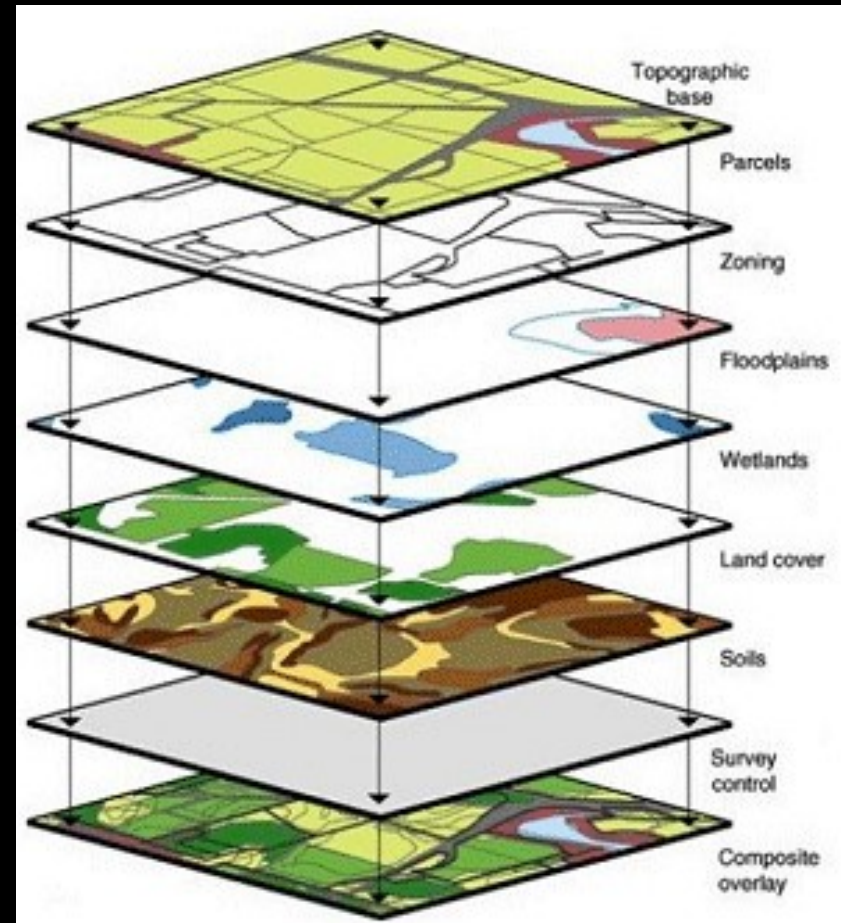 Topographic
base
Parcels
Zoning
Floodplains
Wetlands
Land cover
Soils
Survey
control
Composite
overlay